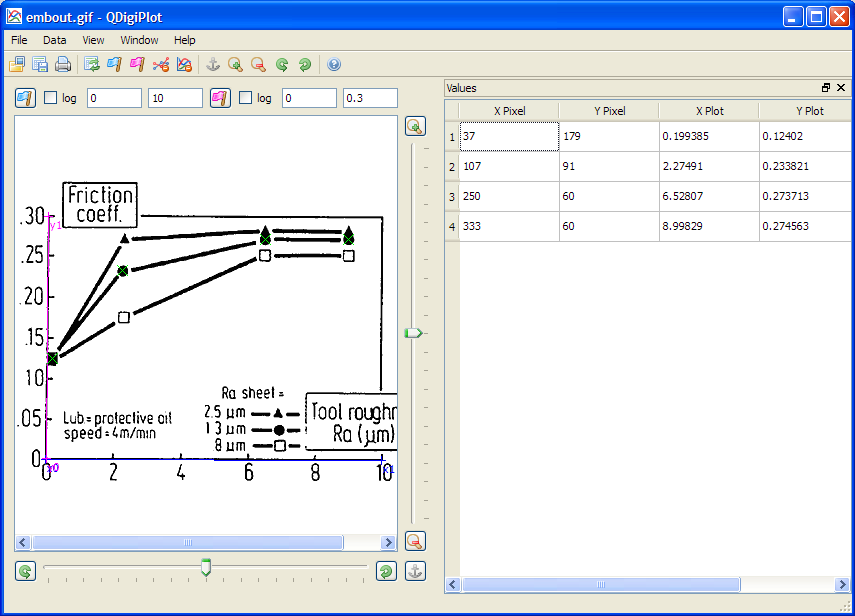 embout.gif - QDigiPlot
File Data View Window Help
log 0 10 log 0 0.3
Values
X Pixel Y Pixel X Plot Y Plot
1 37 179 0.199385 0.12402
2 107 91 2.27491 0.233821
3 250 60 6.52807 0.273713
4 333 60 8.99829 0.274563
Friction
coeff.
.30
y1
.25
.20
.15
10
.05
0
Ra sheet =
2.5 µm
1 3 µm
8 µm
Lub = protective oil
speed = 4m/min
Tool roughr
Ra (µm)
x0 x1
0 2 4 6 8 10